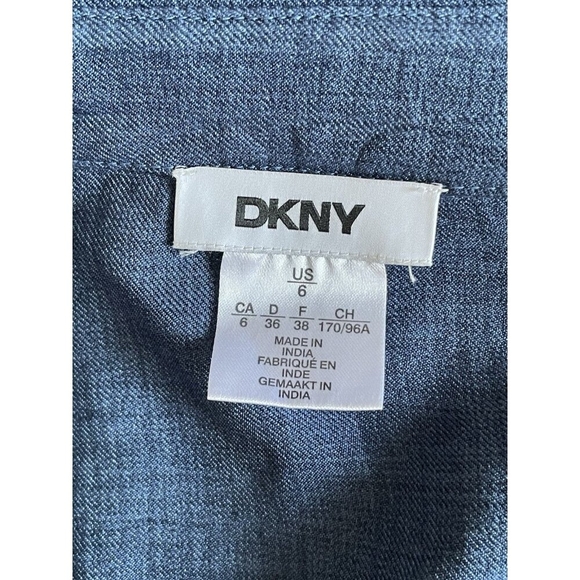 DKNY
US
6
CA D F CH
6 36 38 170/96A
MADE IN
INDIA
FABRIQUÉ EN
INDE
GEMAAKT IN
INDIA